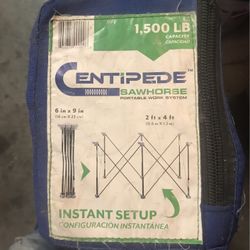 1,500 LB
CAPACITY
CAPACIDAD
CENTIPEDE™
SAWHORSE
PORTABLE WORK SYSTEM
6 in x 9 in
2 ft x 4 ft
INSTANT SETUP
CONFIGURACIÓN INSTANTÁNEA